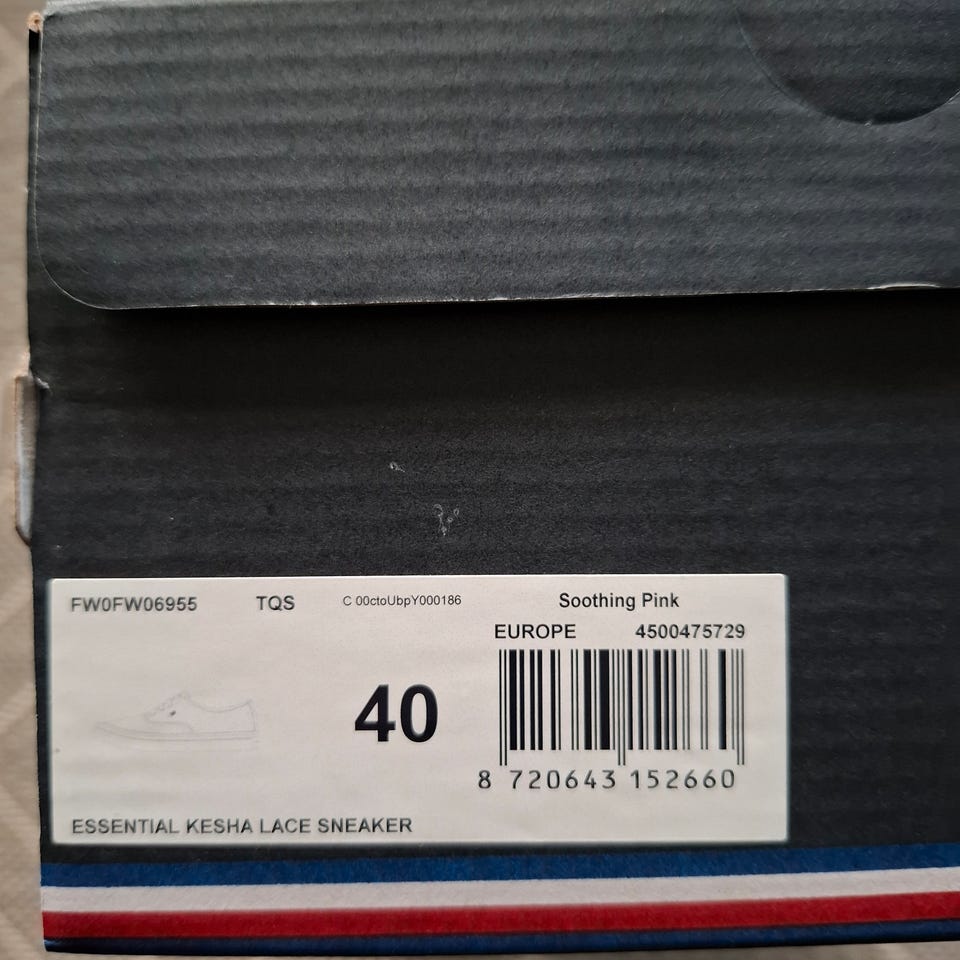 FW0FW06955 TQS C 00ctoUbpY000186 Soothing Pink
EUROPE 4500475729
40
8 720643 152660
ESSENTIAL KESHA LACE SNEAKER